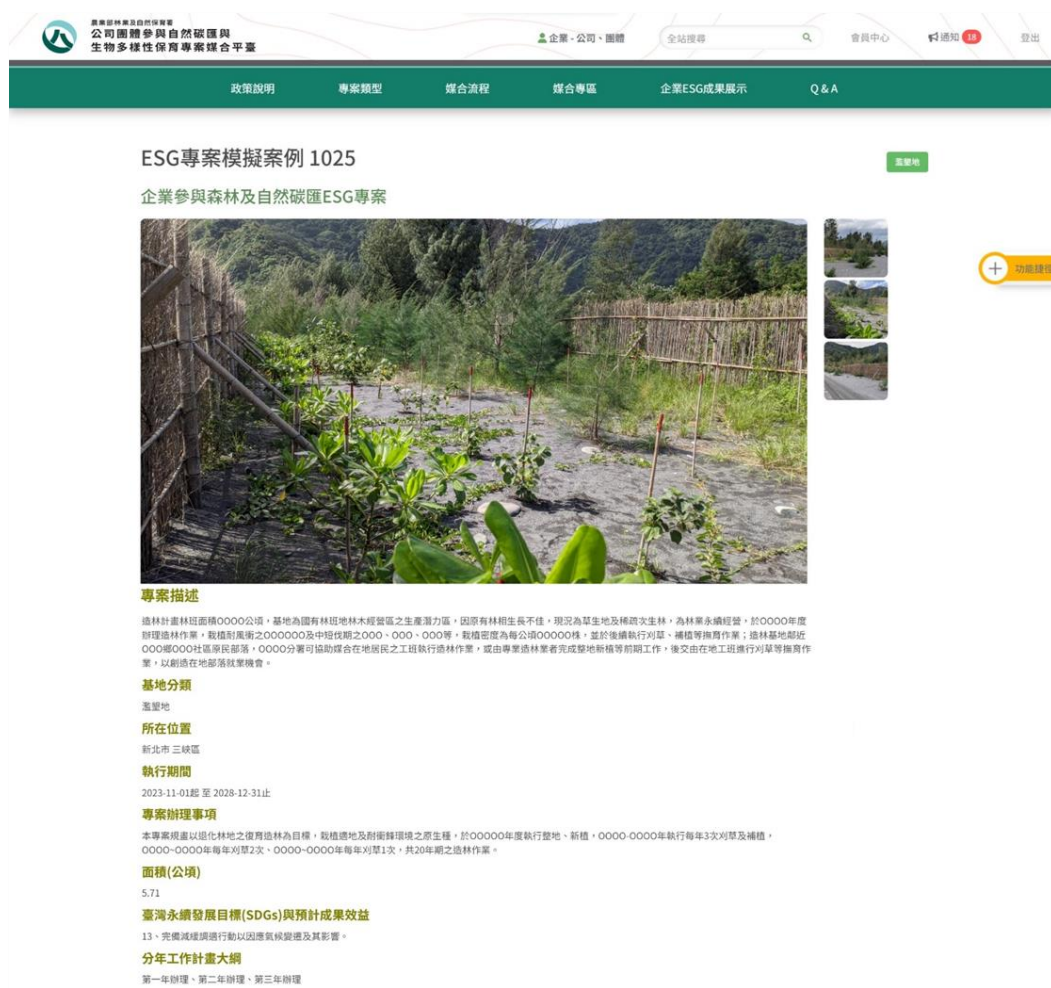 農業部林業及自然保育署
公司團體參與自然碳匯與
生物多樣性保育專案媒合平臺
企業 - 公司、團體
全站搜尋
會員中心
通知 18
登出
政策說明
專案類型
媒合流程
媒合專區
企業ESG成果展示
Q & A
ESG專案模擬案例 1025
濫墾地
企業參與森林及自然碳匯ESG專案
功能捷徑
專案描述
造林計畫林班面積OOOO公頃，基地為國有林班地林木經營區之生產潛力區，因原有林相生長不佳，現況為草生地及稀疏次生林，為林業永續經營，於OOOO年度
辦理造林作業，栽植耐風衝之OOOOOO及中短伐期之OOO、OOO、OOO等，栽植密度為每公頃OOOOO株，並於後續執行刈草、補植等撫育作業；造林基地鄰近
OOO鄉OOO社區原民部落，OOOO分署可協助媒合在地居民之工班執行造林作業，或由專業造林業者完成整地新植等前期工作，後交由在地工班進行刈草等撫育作
業，以創造在地部落就業機會。
基地分類
濫墾地
所在位置
新北市 三峽區
執行期間
2023-11-01起 至 2028-12-31止
專案辦理事項
本專案規畫以退化林地之復育造林為目標，栽植適地及耐衝鋒環境之原生種，於OOOOO年度執行整地、新植，OOOO-OOOO年執行每年3次刈草及補植，
OOOO~OOOO年每年刈草2次、OOOO~OOOO年每年刈草1次，共20年期之造林作業。
面積(公頃)
5.71
臺灣永續發展目標(SDGs)與預計成果效益
13、完備減緩調適行動以因應氣候變遷及其影響。
分年工作計畫大綱
第一年辦理、第二年辦理、第三年辦理